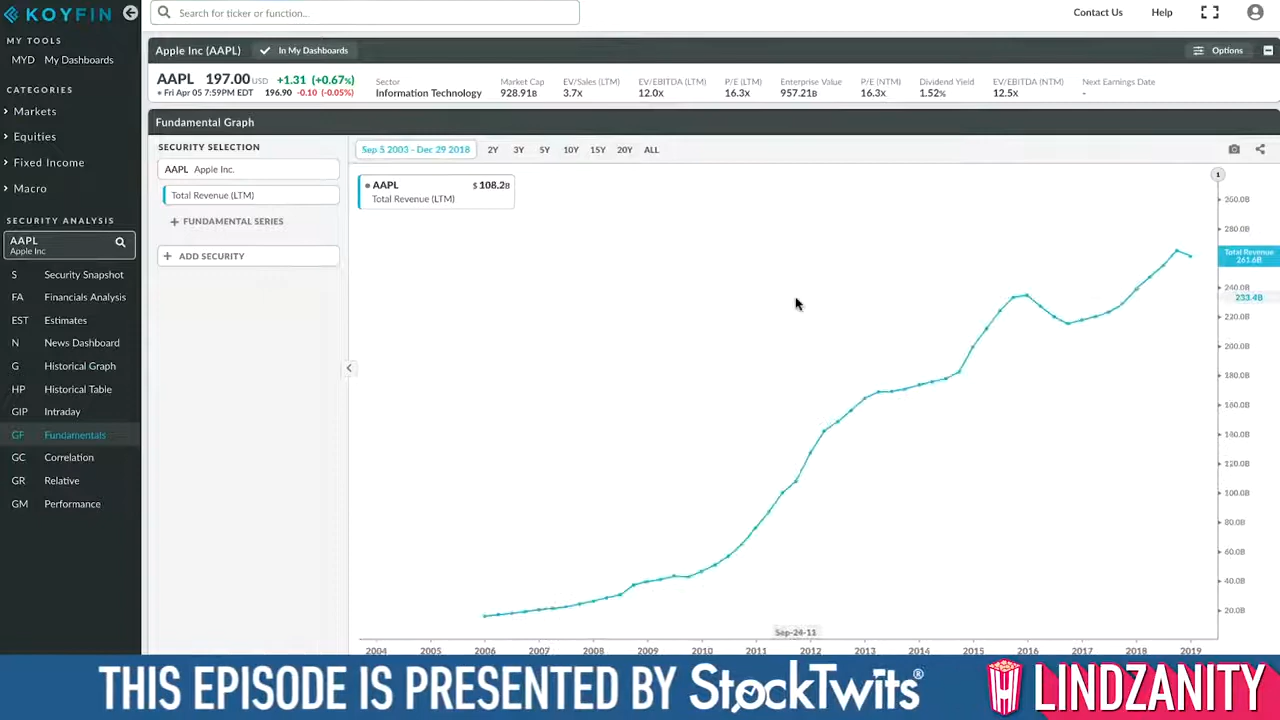 KOYFIN
Search for ticker or function...
Contact Us
Help
MY TOOLS
MYD My Dashboards
CATEGORIES
Markets
Equities
Fixed Income
Macro
SECURITY ANALYSIS
AAPL
Apple Inc
S Security Snapshot
FA Financials Analysis
EST Estimates
N News Dashboard
G Historical Graph
HP Historical Table
GIP Intraday
GF Fundamentals
GC Correlation
GR Relative
GM Performance
Apple Inc (AAPL) In My Dashboards
Options
AAPL 197.00 USD +1.31 (+0.67%)
Fri Apr 05 7:59PM EDT 196.90 -0.10 (-0.05%)
Sector
Information Technology
Market Cap
928.91B
EV/Sales (LTM)
3.7X
EV/EBITDA (LTM)
12.0X
P/E (LTM)
16.3X
Enterprise Value
957.21B
P/E (NTM)
16.3X
Dividend Yield
1.52%
EV/EBITDA (NTM)
12.5X
Next Earnings Date
-
Fundamental Graph
SECURITY SELECTION
AAPL Apple Inc.
Total Revenue (LTM)
+ FUNDAMENTAL SERIES
+ ADD SECURITY
Sep 5 2003 - Dec 29 2018 2Y 3Y 5Y 10Y 15Y 20Y ALL
AAPL $ 108.2B
Total Revenue (LTM)
1
280.0B
Total Revenue
261.6B
240.0B
233.4B
220.0B
200.0B
180.0B
160.0B
140.0B
120.0B
100.0B
80.0B
60.0B
40.0B
20.0B
Sep-24-11
2004 2005 2006 2007 2008 2009 2010 2011 2012 2013 2014 2015 2016 2017 2018 2019
THIS EPISODE IS PRESENTED BY StockTwits®
LINDZANITY